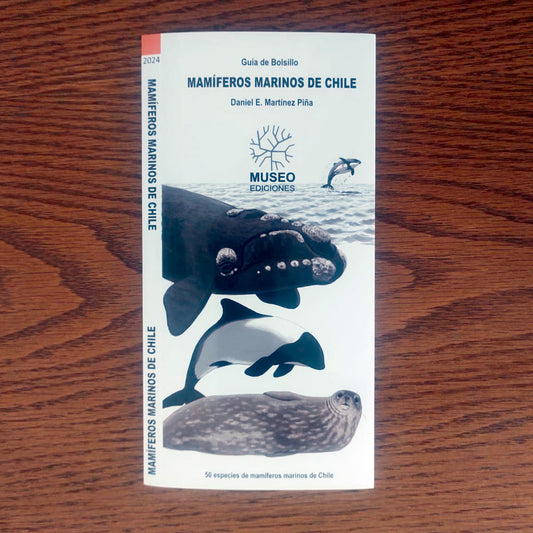 2024
MAMÍFEROS MARINOS DE CHILE
MAMÍFEROS MARINOS DE CHILE
Guía de Bolsillo
MAMÍFEROS MARINOS DE CHILE
Daniel E. Martínez Piña
MUSEO
EDICIONES
50 especies de mamíferos marinos de Chile